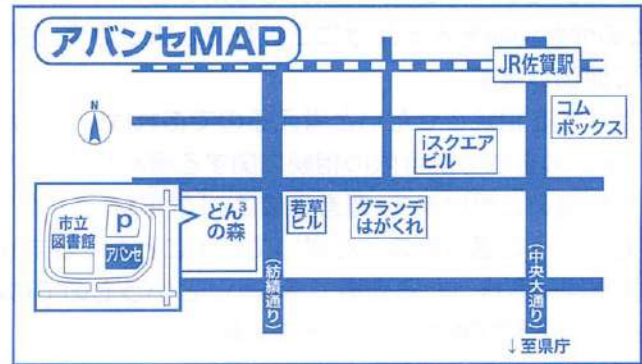 アバンセMAP
JR佐賀駅
コム
ボックス
N
iスクエア
ビル
どん³
の森
若草
ビル
グランデ
はがくれ
市立
図書館
P
アバンセ
(紡績通り)
(中央大通り)
↓至県庁